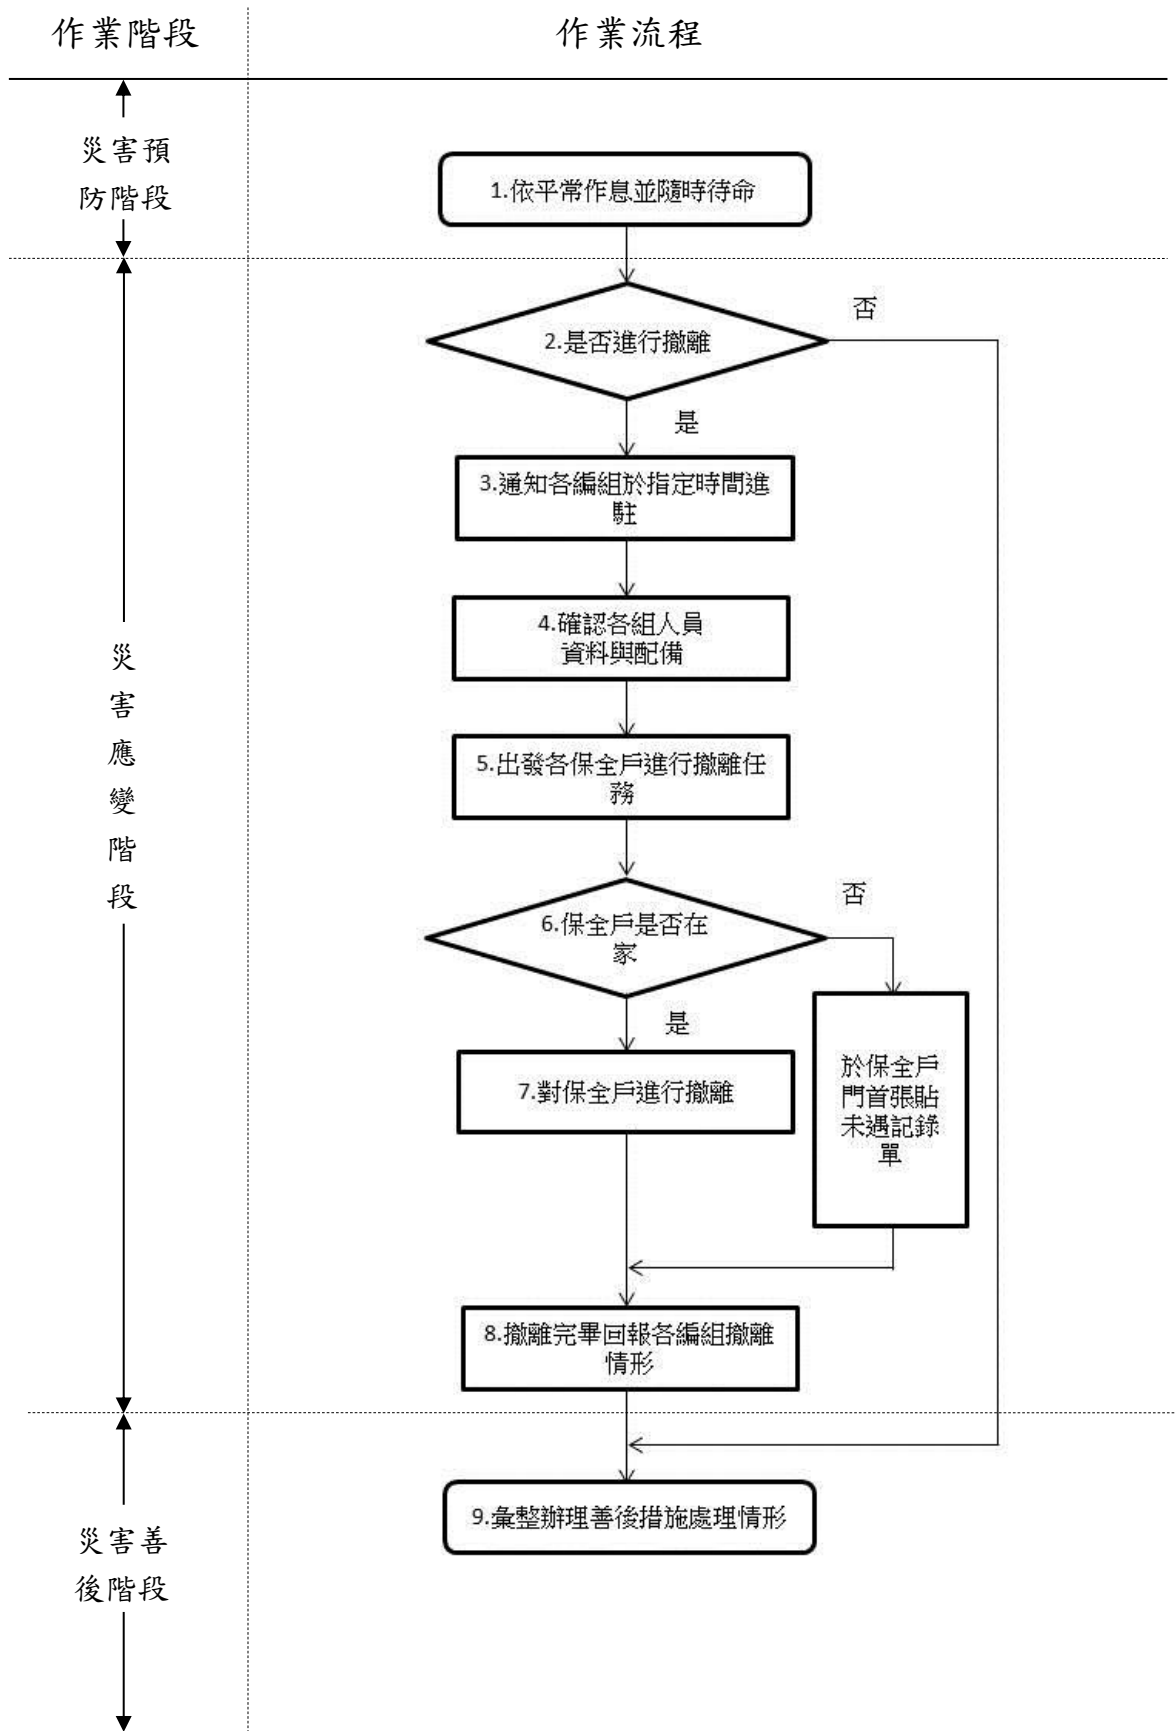 作業階段
作業流程
災害預
防階段
1.依平常作息並隨時待命
2.是否進行撤離
否
是
3.通知各編組於指定時間進
駐
4.確認各組人員
資料與配備
災
害
應
變
階
段
5.出發各保全戶進行撤離任
務
6.保全戶是否在
家
否
是
7.對保全戶進行撤離
於保全戶
門首張貼
未遇記錄
單
8.撤離完畢回報各編組撤離
情形
災害善
後階段
9.彙整辦理善後措施處理情形